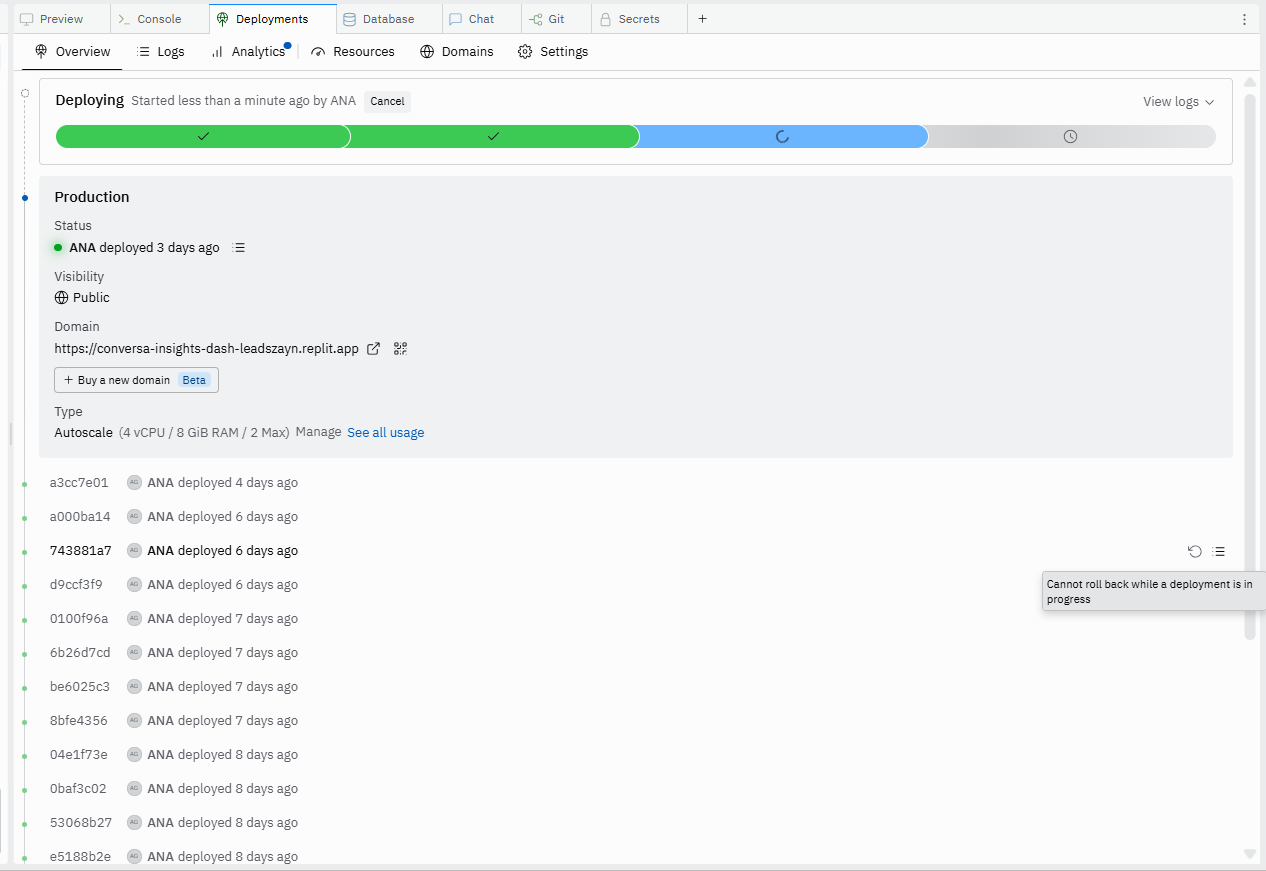 Preview Console Deployments Database Chat Git Secrets
Overview Logs Analytics Resources Domains Settings
Deploying Started less than a minute ago by ANA Cancel View logs
Production
Status
ANA deployed 3 days ago
Visibility
Public
Domain
https://conversa-insights-dash-leadszayn.replit.app
+ Buy a new domain Beta
Type
Autoscale (4 vCPU / 8 GiB RAM / 2 Max) Manage See all usage
a3cc7e01 AG ANA deployed 4 days ago
a000ba14 AG ANA deployed 6 days ago
743881a7 AG ANA deployed 6 days ago
d9ccf3f9 AG ANA deployed 6 days ago
Cannot roll back while a deployment is in
progress
0100f96a AG ANA deployed 7 days ago
6b26d7cd AG ANA deployed 7 days ago
be6025c3 AG ANA deployed 7 days ago
8bfe4356 AG ANA deployed 7 days ago
04e1f73e AG ANA deployed 8 days ago
0baf3c02 AG ANA deployed 8 days ago
53068b27 AG ANA deployed 8 days ago
e5188b2e AG ANA deployed 8 days ago